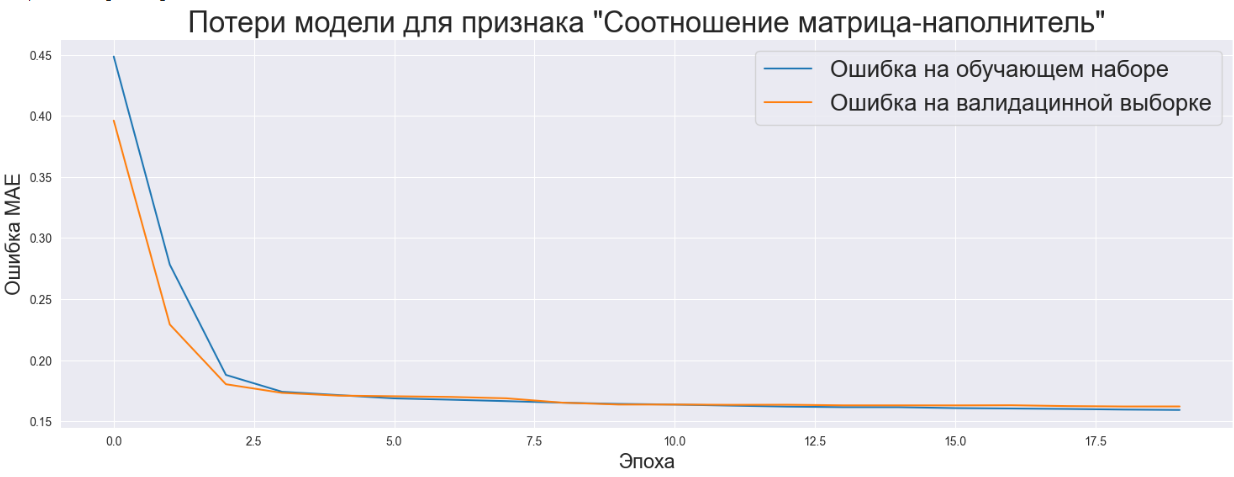 Потери модели для признака "Соотношение матрица-наполнитель"
Ошибка на обучающем наборе
Ошибка на валидацинной выборке
Ошибка MAE
0.45
0.40
0.35
0.30
0.25
0.20
0.15
0.0 2.5 5.0 7.5 10.0 12.5 15.0 17.5
Эпоха